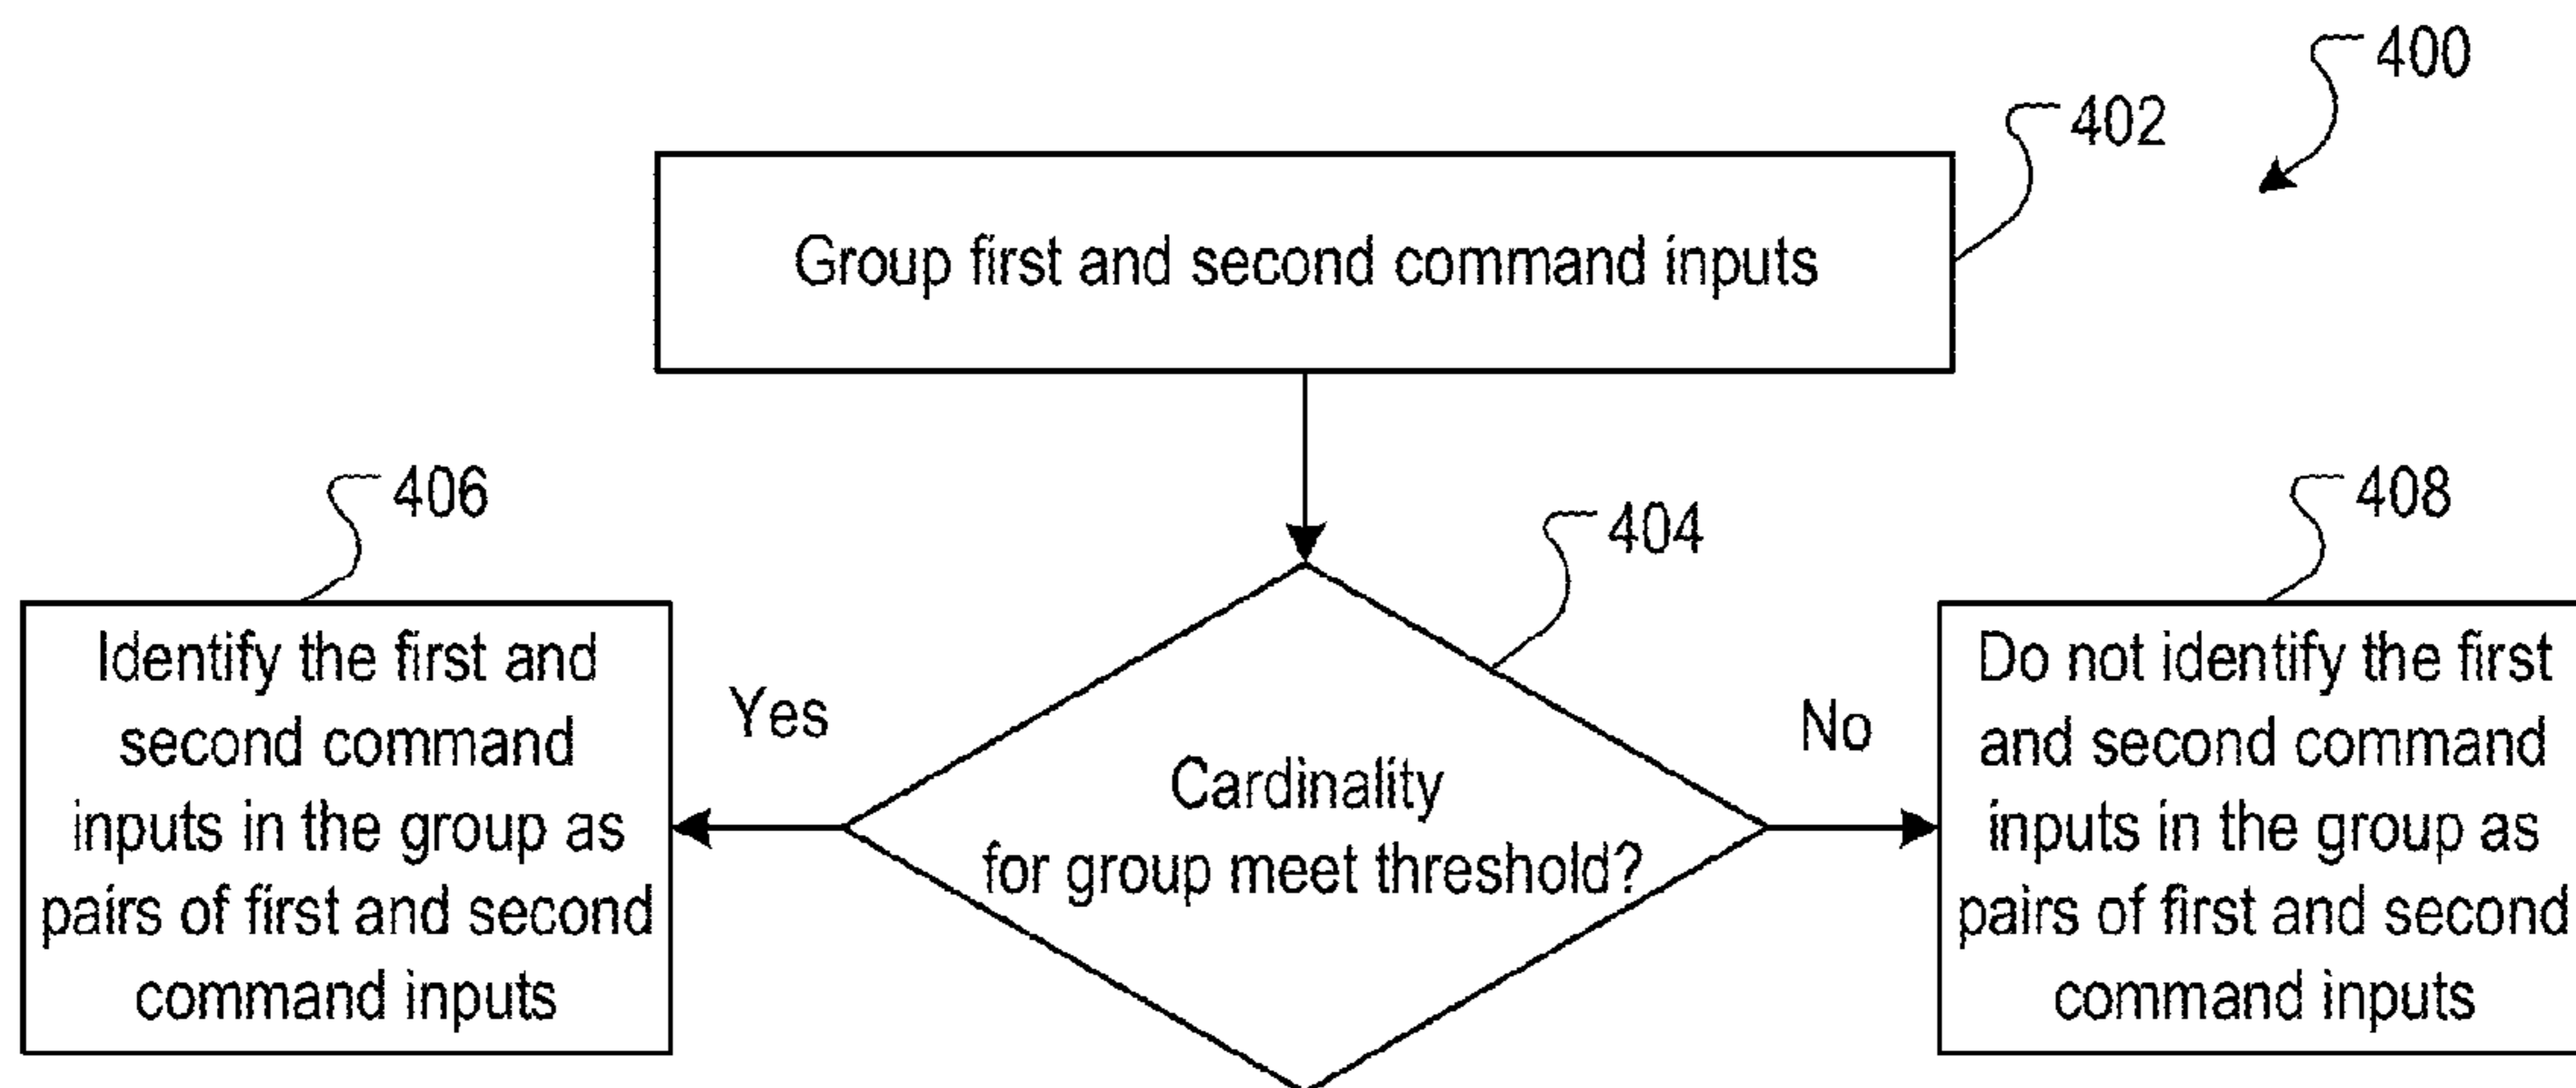 400
402
Group first and second command inputs
406
404
408
Identify the first and
second command
inputs in the group as
pairs of first and second
command inputs
Yes
Cardinality
for group meet threshold?
No
Do not identify the first
and second command
inputs in the group as
pairs of first and second
command inputs